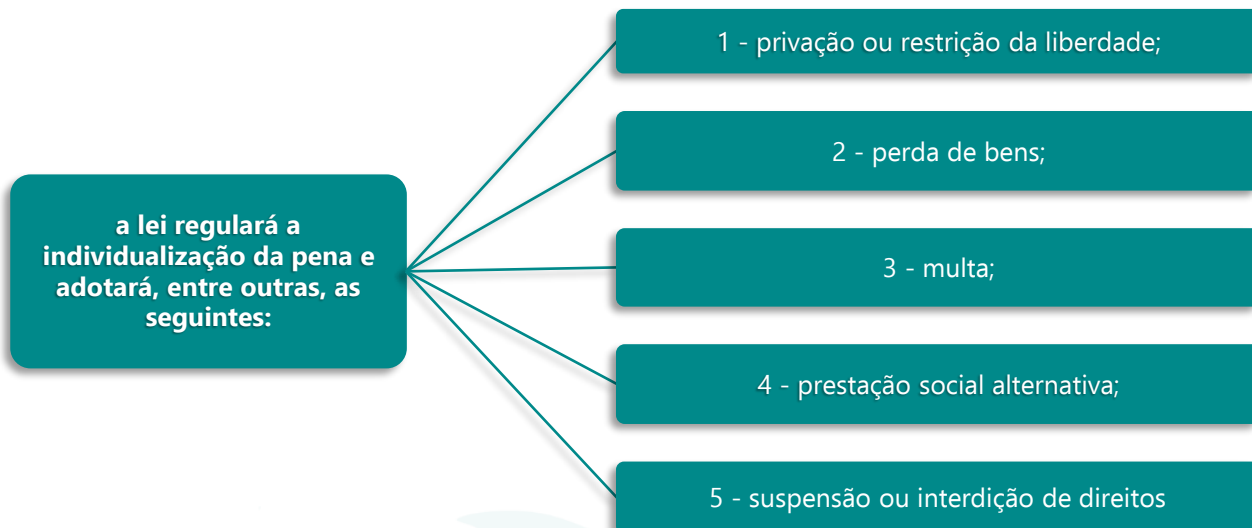 a lei regulará a
individualização da pena e
adotará, entre outras, as
seguintes:
1 - privação ou restrição da liberdade;
2 - perda de bens;
3 - multa;
4 - prestação social alternativa;
5 - suspensão ou interdição de direitos